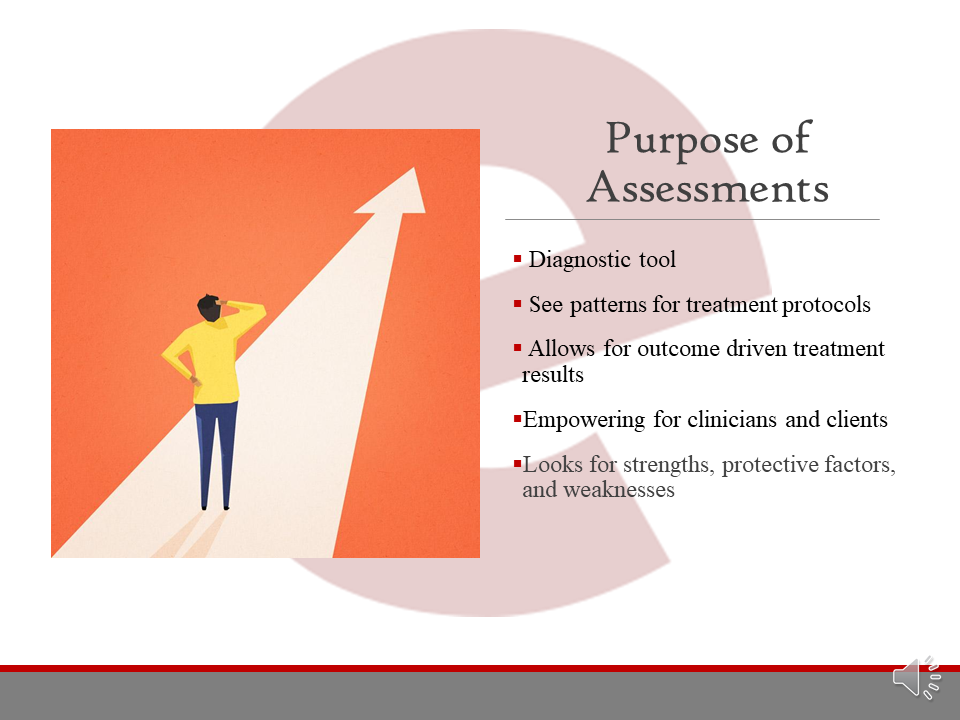 Purpose of
Assessments
▪ Diagnostic tool
▪ See patterns for treatment protocols
▪ Allows for outcome driven treatment
results
▪Empowering for clinicians and clients
▪Looks for strengths, protective factors,
and weaknesses